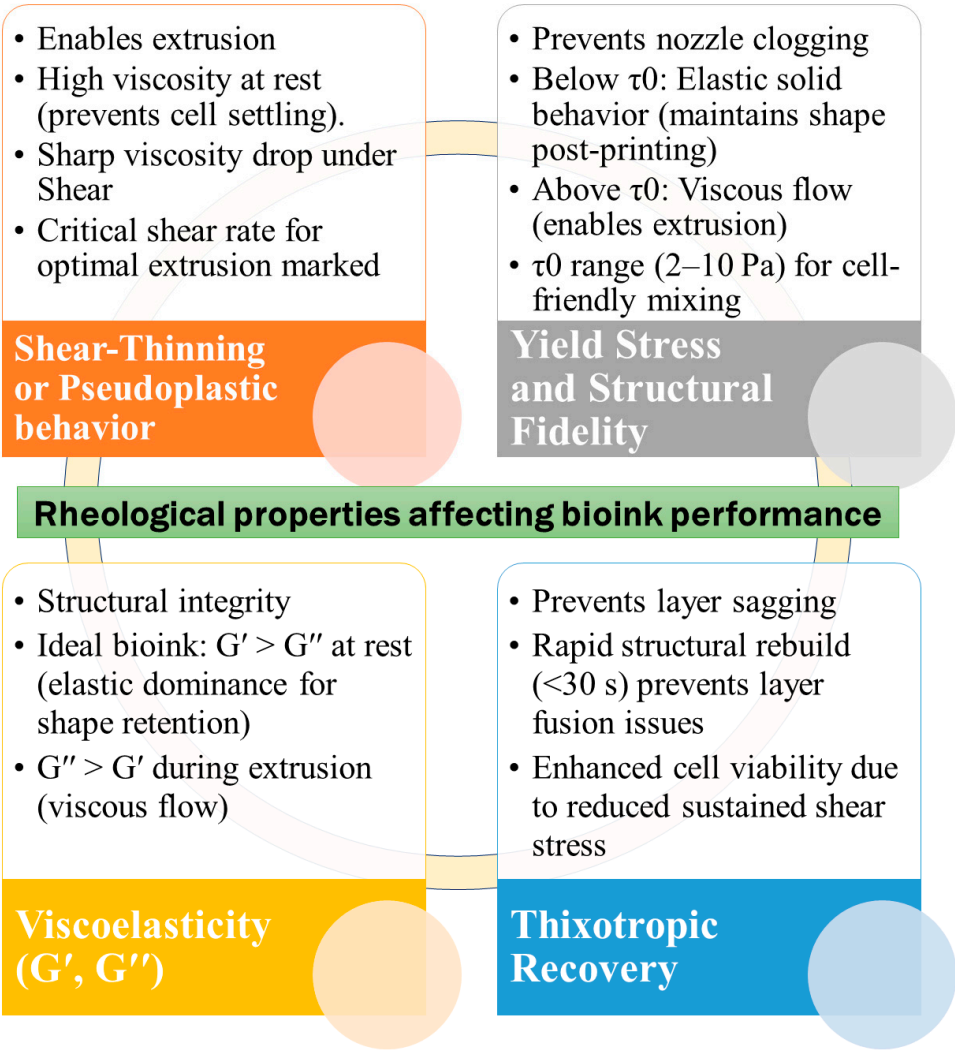 • Enables extrusion
• High viscosity at rest
(prevents cell settling).
• Sharp viscosity drop under
Shear
• Critical shear rate for
optimal extrusion marked
Shear-Thinning
or Pseudoplastic
behavior
• Prevents nozzle clogging
• Below τ0: Elastic solid
behavior (maintains shape
post-printing)
• Above τ0: Viscous flow
(enables extrusion)
• τ0 range (2–10 Pa) for cell-
friendly mixing
Yield Stress
and Structural
Fidelity
Rheological properties affecting bioink performance
• Structural integrity
• Ideal bioink: G′ > G″ at rest
(elastic dominance for
shape retention)
• G″ > G′ during extrusion
(viscous flow)
Viscoelasticity
(G′, G″)
• Prevents layer sagging
• Rapid structural rebuild
(<30 s) prevents layer
fusion issues
• Enhanced cell viability due
to reduced sustained shear
stress
Thixotropic
Recovery